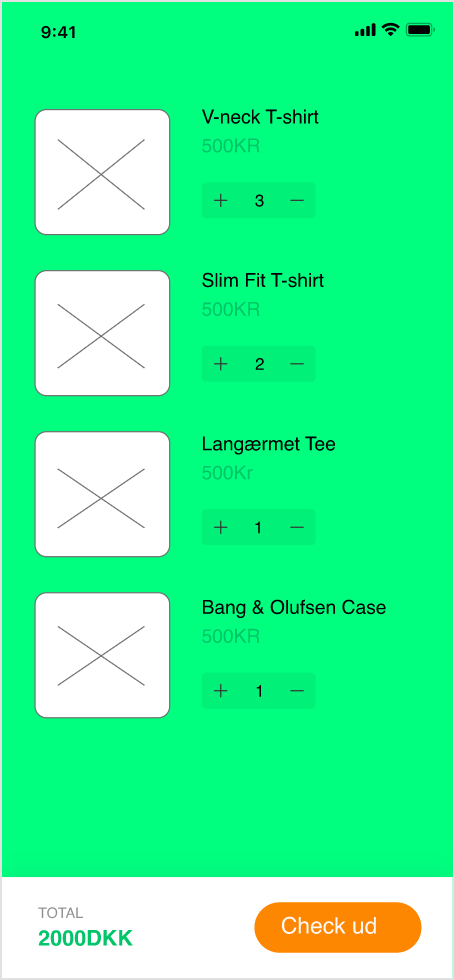 9:41
V-neck T-shirt
500KR
+ 3 −
Slim Fit T-shirt
500KR
+ 2 −
Langærmet Tee
500Kr
+ 1 −
Bang & Olufsen Case
500KR
+ 1 −
TOTAL
2000DKK
Check ud